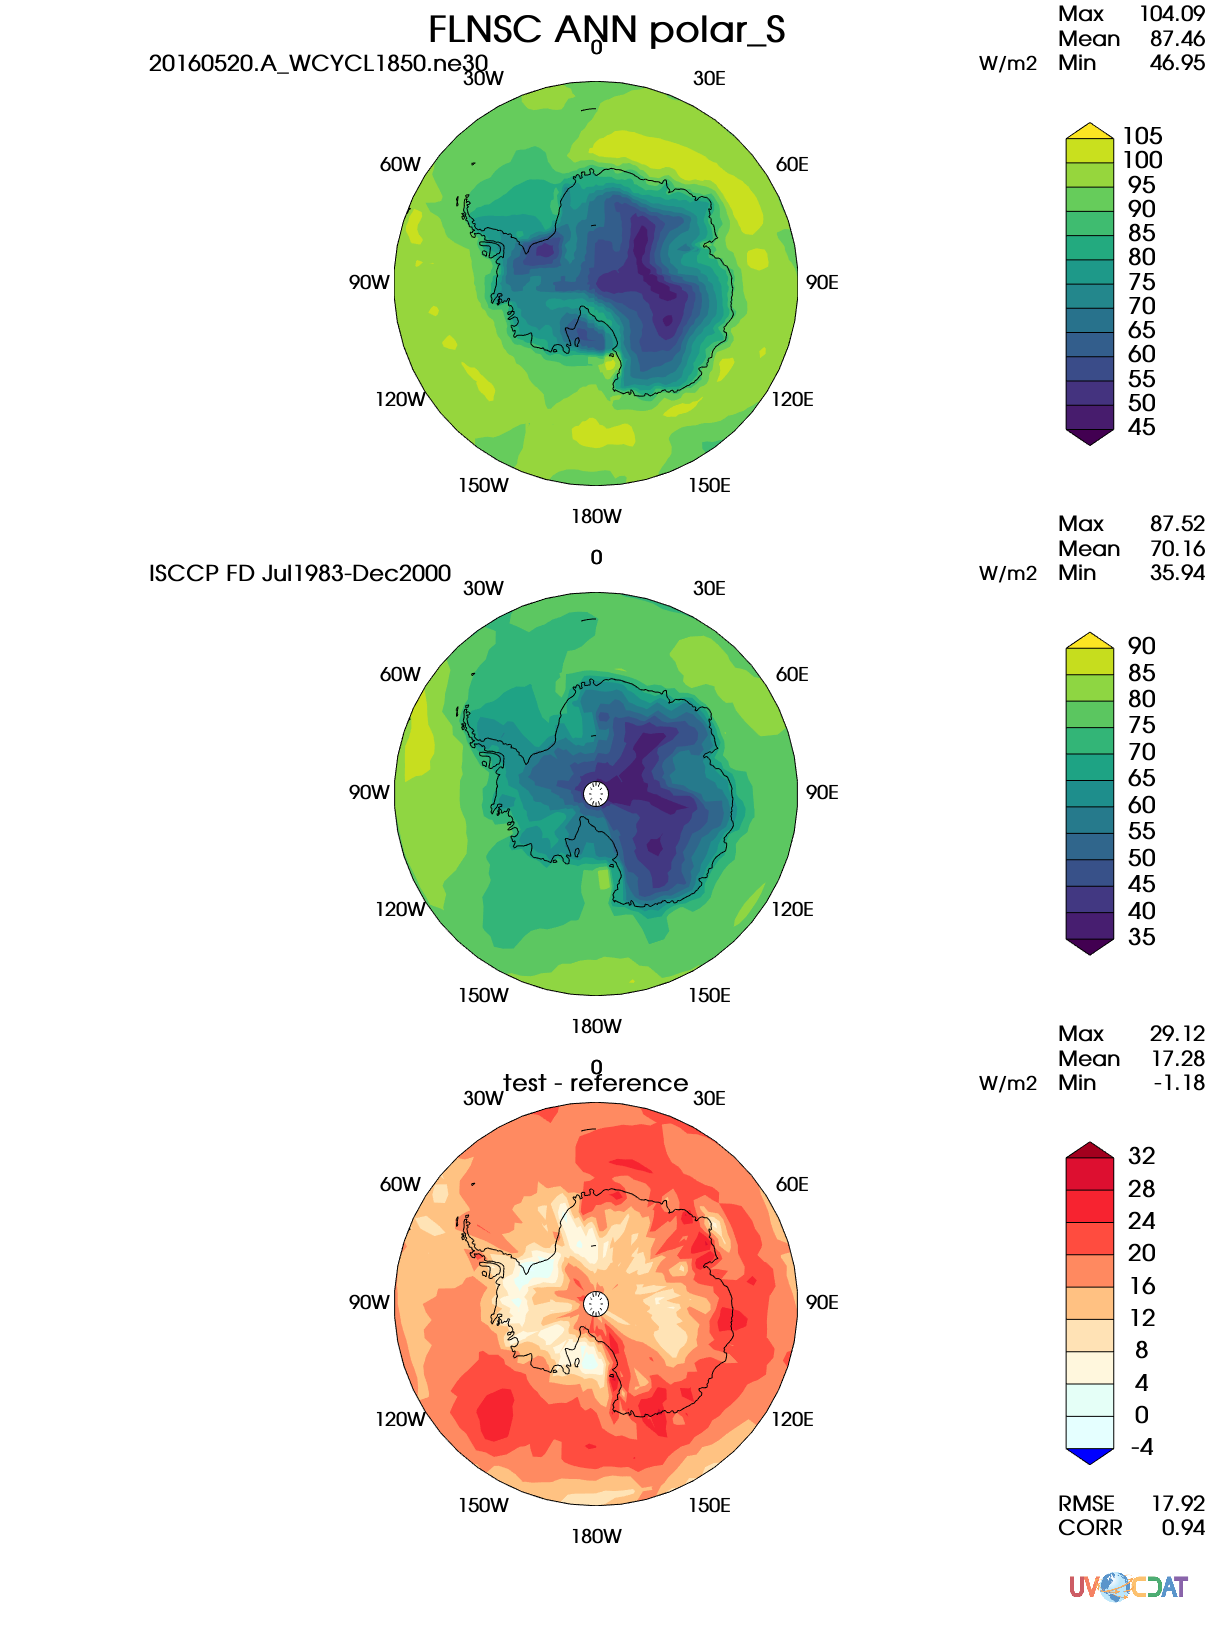 FLNSC ANN polar_S
20160520.A_WCYCL1850.ne30
W/m2
Max 104.09
Mean 87.46
Min 46.95
0
30W
30E
60W
60E
90W
90E
120W
120E
150W
150E
180W
105
100
95
90
85
80
75
70
65
60
55
50
45
ISCCP FD Jul1983-Dec2000
W/m2
Max 87.52
Mean 70.16
Min 35.94
0
30W
30E
60W
60E
90W
90E
120W
120E
150W
150E
180W
90
85
80
75
70
65
60
55
50
45
40
35
test - reference
W/m2
Max 29.12
Mean 17.28
Min -1.18
0
30W
30E
60W
60E
90W
90E
120W
120E
150W
150E
180W
32
28
24
20
16
12
8
4
0
-4
RMSE 17.92
CORR 0.94
UV CDAT